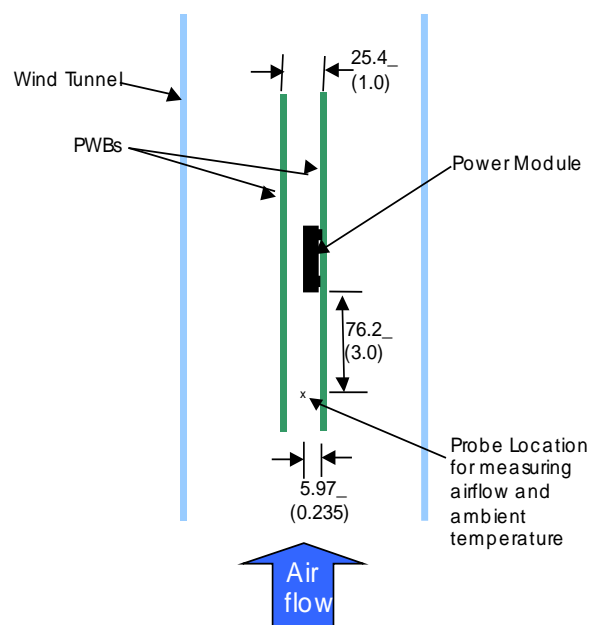 25.4_
(1.0)
Wind Tunnel
PWBs
Power Module
76.2_
(3.0)
x
Probe Location
for measuring
airflow and
ambient
temperature
5.97_
(0.235)
Air
flow